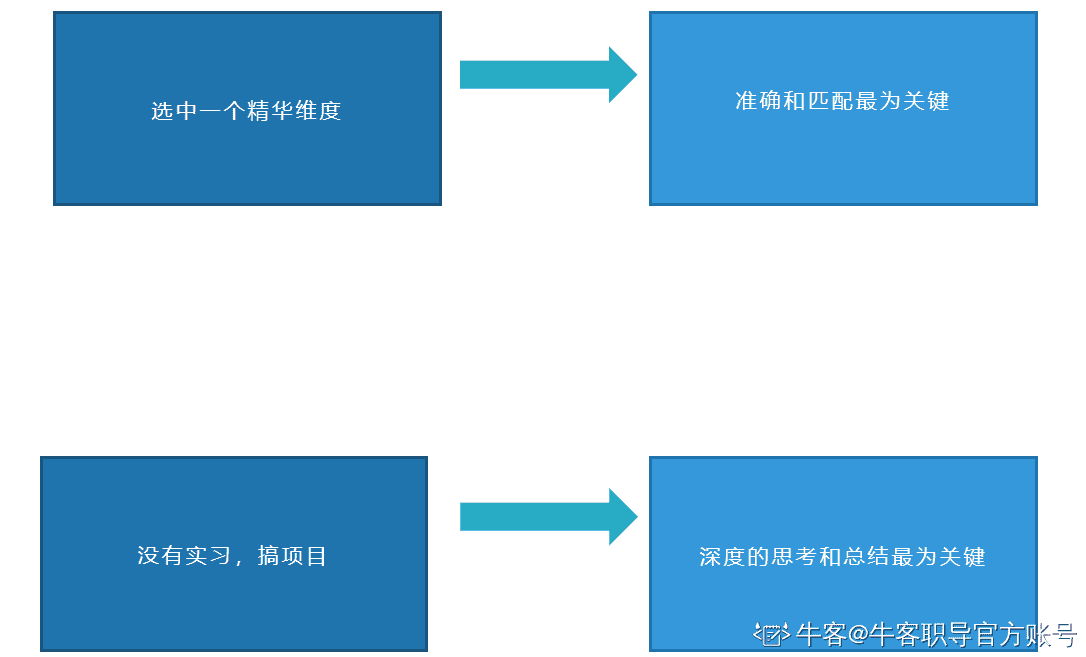 选中一个精华维度
准确和匹配最为关键
没有实习，搞项目
深度的思考和总结最为关键
牛客@牛客职导官方账号